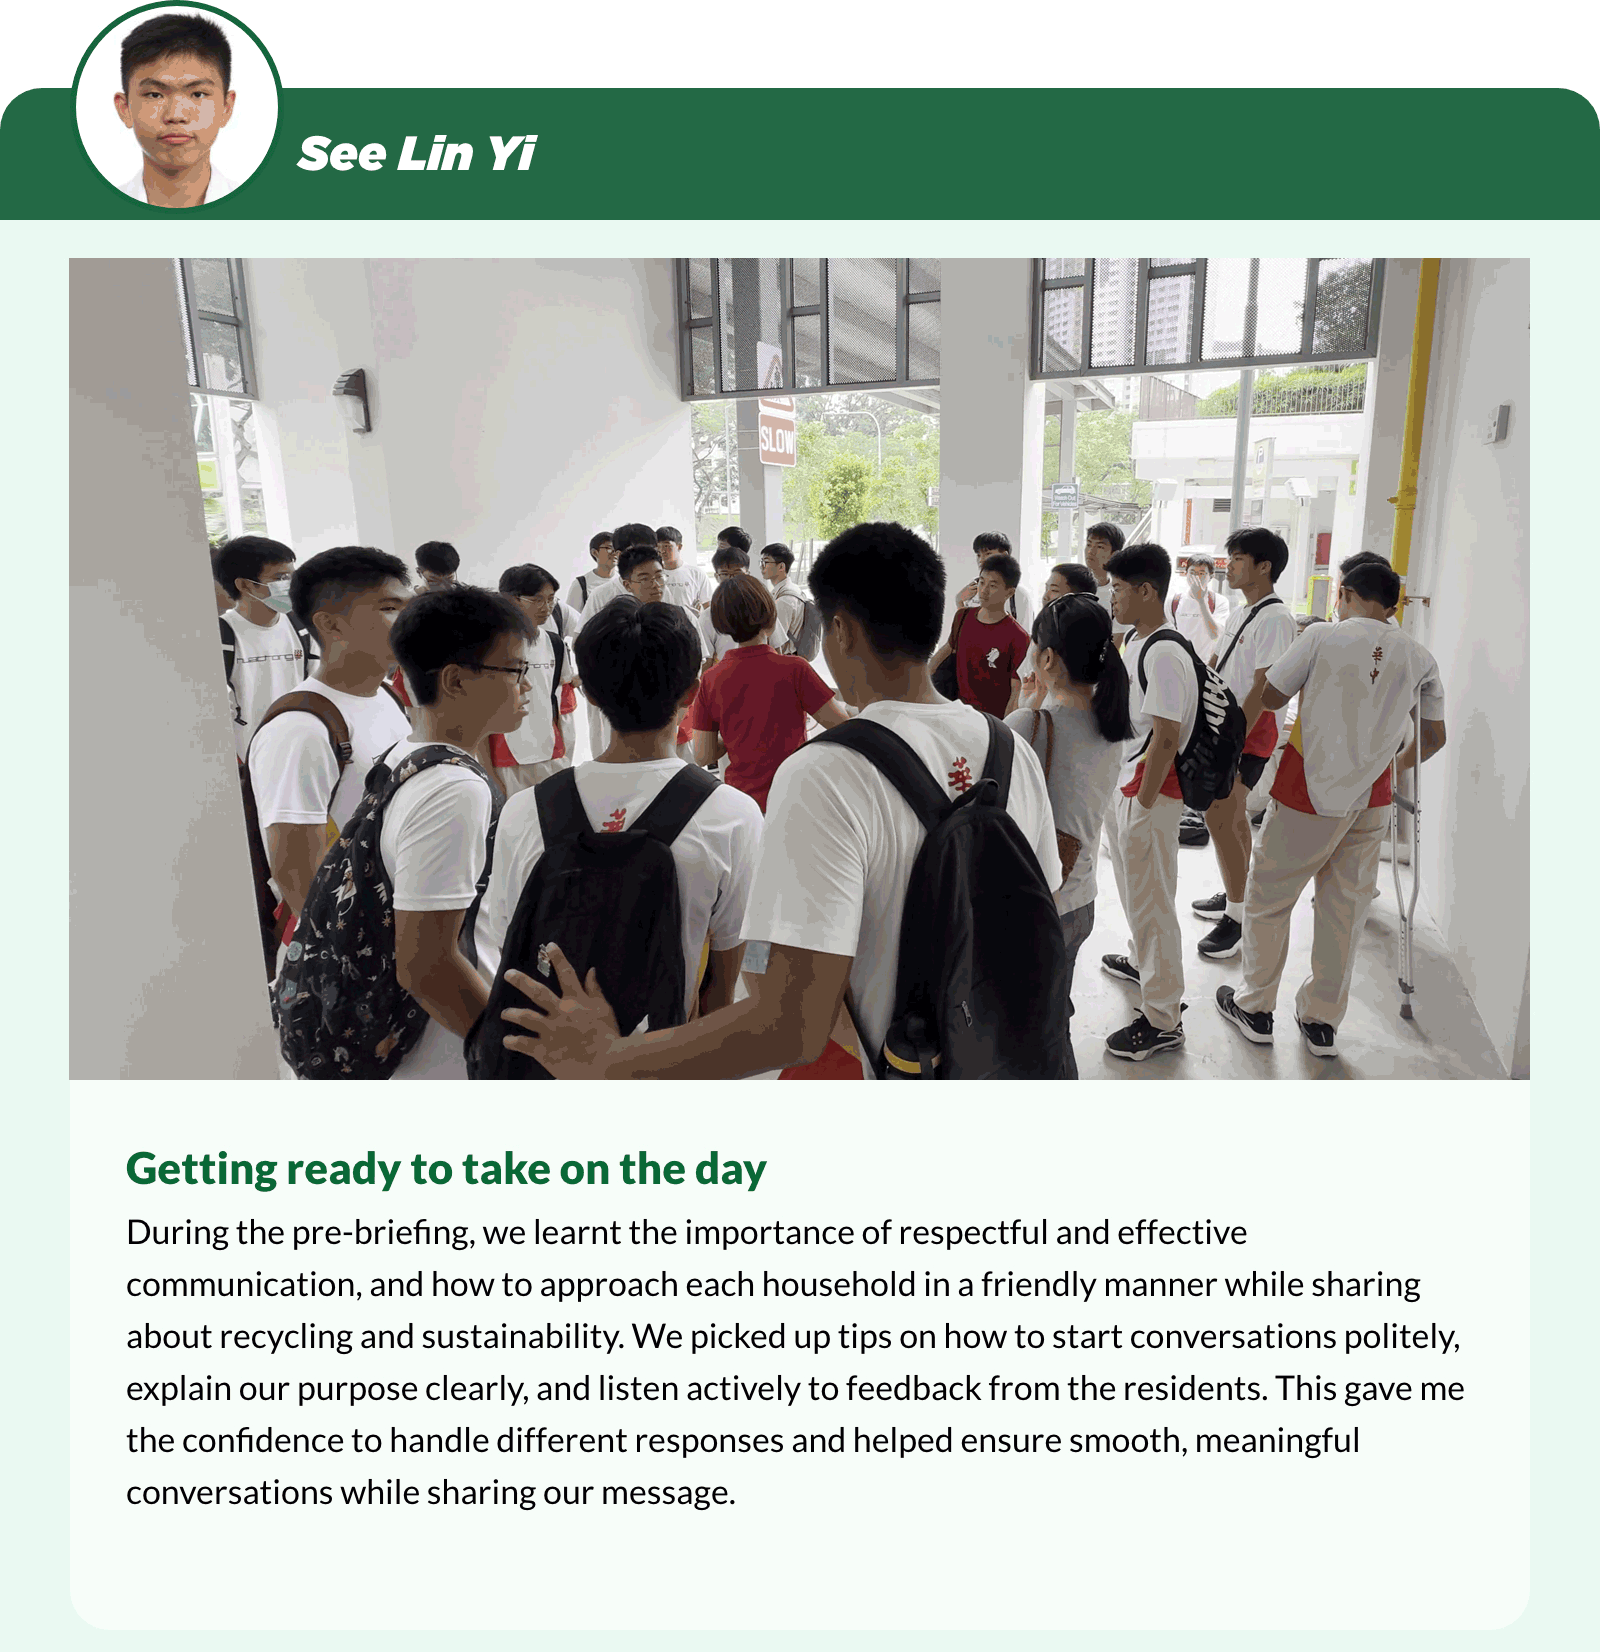 See Lin Yi
SLOW
華
華
華中
Getting ready to take on the day
During the pre-briefing, we learnt the importance of respectful and effective
communication, and how to approach each household in a friendly manner while sharing
about recycling and sustainability. We picked up tips on how to start conversations politely,
explain our purpose clearly, and listen actively to feedback from the residents. This gave me
the confidence to handle different responses and helped ensure smooth, meaningful
conversations while sharing our message.